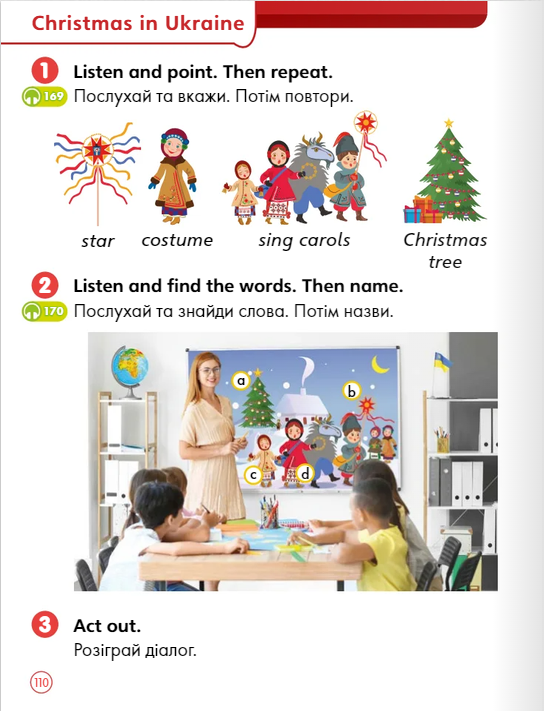 Christmas in Ukraine
1 Listen and point. Then repeat.
169 Послухай та вкажи. Потім повтори.
star costume sing carols Christmas
tree
2 Listen and find the words. Then name.
170 Послухай та знайди слова. Потім назви.
a
b
c d
3 Act out.
Розіграй діалог.
110